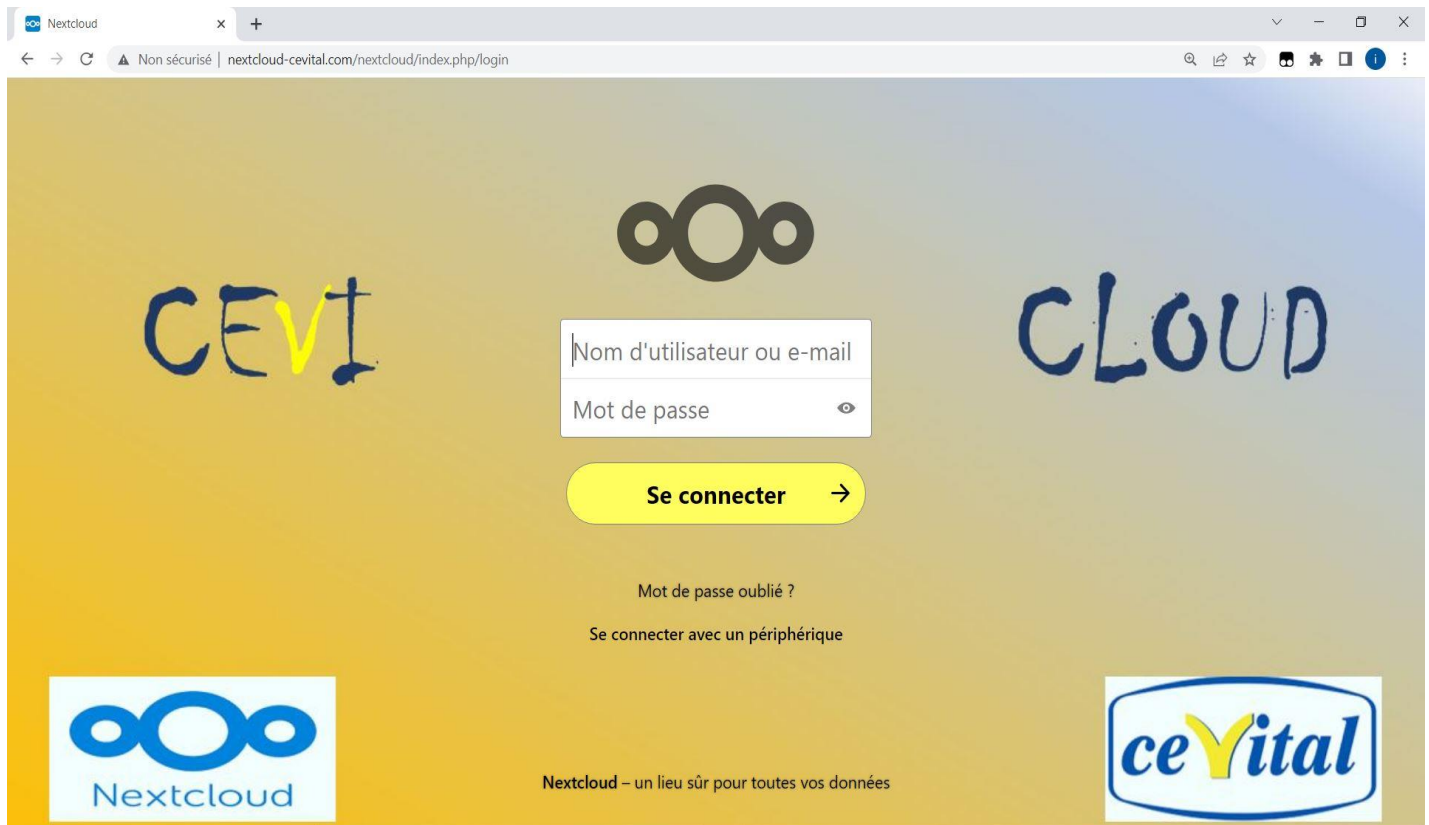 Nextcloud
Non sécurisé | nextcloud-cevital.com/nextcloud/index.php/login
i
CEVI
CLOUD
Nom d'utilisateur ou e-mail
Mot de passe
Se connecter
Mot de passe oublié ?
Se connecter avec un périphérique
Nextcloud
Nextcloud – un lieu sûr pour toutes vos données
ceVital